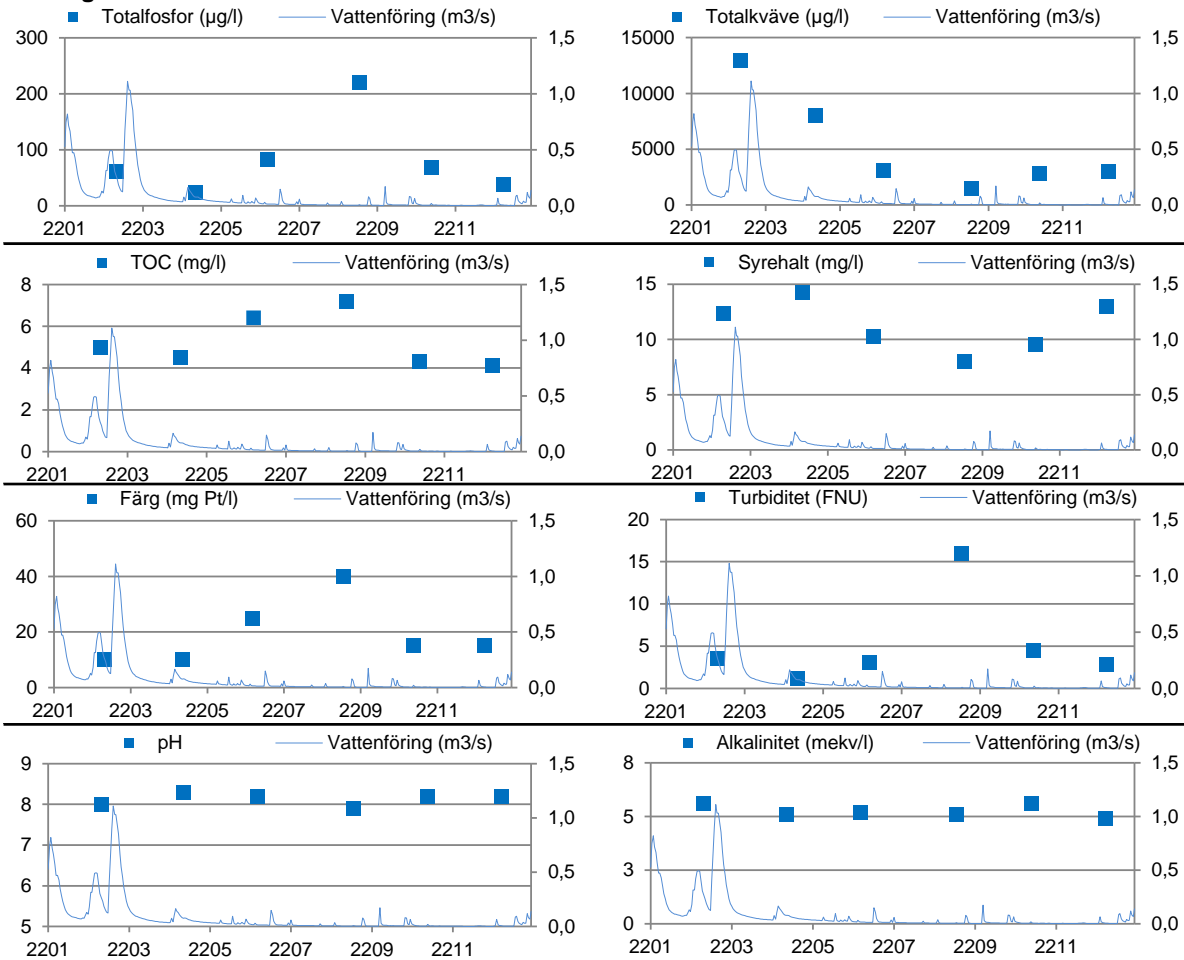 Totalfosfor (µg/l) Vattenföring (m3/s)
300 1,5
200 1,0
100 0,5
0 0,0
2201 2203 2205 2207 2209 2211
Totalkväve (µg/l) Vattenföring (m3/s)
15000 1,5
10000 1,0
5000 0,5
0 0,0
2201 2203 2205 2207 2209 2211
TOC (mg/l) Vattenföring (m3/s)
8 1,5
6
4 1,0
2 0,5
0 0,0
2201 2203 2205 2207 2209 2211
Syrehalt (mg/l) Vattenföring (m3/s)
15 1,5
10 1,0
5 0,5
0 0,0
2201 2203 2205 2207 2209 2211
Färg (mg Pt/l) Vattenföring (m3/s)
60 1,5
40 1,0
20 0,5
0 0,0
2201 2203 2205 2207 2209 2211
Turbiditet (FNU) Vattenföring (m3/s)
20 1,5
15
10 1,0
5 0,5
0 0,0
2201 2203 2205 2207 2209 2211
pH Vattenföring (m3/s)
9 1,5
8
7 1,0
6 0,5
5 0,0
2201 2203 2205 2207 2209 2211
Alkalinitet (mekv/l) Vattenföring (m3/s)
8 1,5
5 1,0
3 0,5
0 0,0
2201 2203 2205 2207 2209 2211